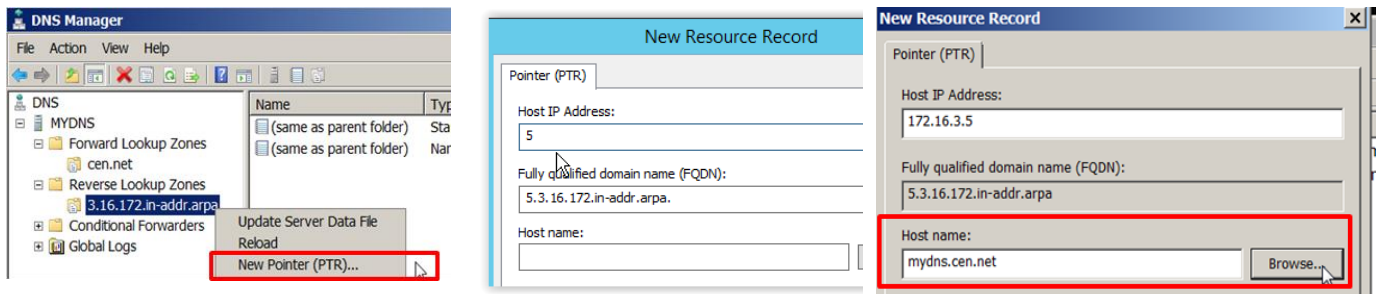 DNS Manager
File Action View Help
DNS
MYDNS
Forward Lookup Zones
cen.net
Reverse Lookup Zones
3.16.172.in-addr.arpa
Conditional Forwarders
Global Logs
Name
(same as parent folder) Sta
(same as parent folder)
Update Server Data File
Reload
New Pointer (PTR)...
New Resource Record
Pointer (PTR)
Host IP Address:
5
Fully qualified domain name (FQDN):
5.3.16.172.in-addr.arpa.
Host name:
New Resource Record
Pointer (PTR)
Host IP Address:
172.16.3.5
Fully qualified domain name (FQDN):
5.3.16.172.in-addr.arpa
Host name:
mydns.cen.net
Browse...